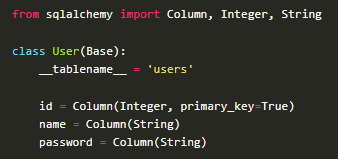 from sqlalchemy import Column, Integer, String
class User(Base):
    __tablename__ = 'users'
    id = Column(Integer, primary_key=True)
    name = Column(String)
    password = Column(String)